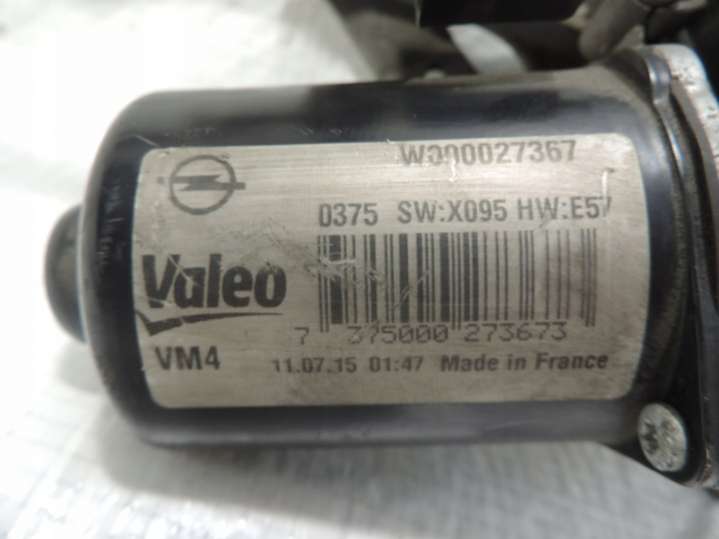 W000027367
0375 SW:X095 HW:E57
Valeo
7 375000 273673
VM4
11.07.15 01:47 Made in France